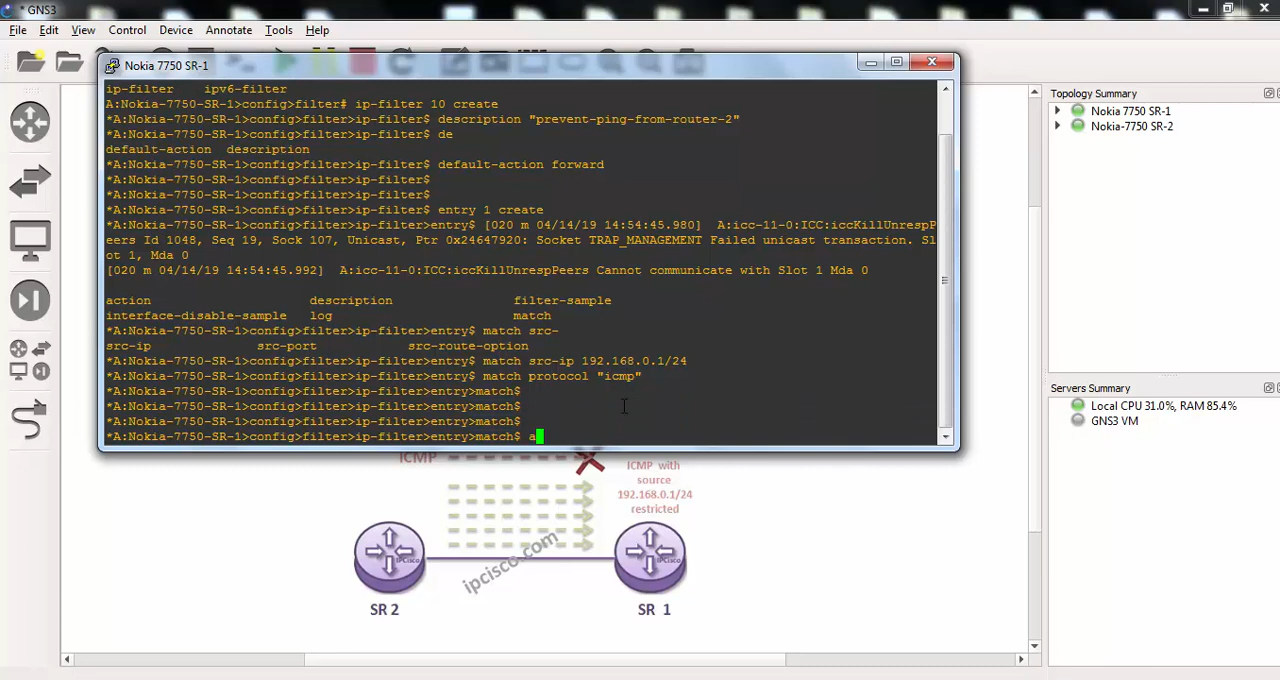 * GNS3
File Edit View Control Device Annotate Tools Help
Nokia 7750 SR-1
ip-filter ipv6-filter
A:Nokia-7750-SR-1>config>filter# ip-filter 10 create
*A:Nokia-7750-SR-1>config>filter>ip-filter$ description "prevent-ping-from-router-2"
*A:Nokia-7750-SR-1>config>filter>ip-filter$ de
default-action description
*A:Nokia-7750-SR-1>config>filter>ip-filter$ default-action forward
*A:Nokia-7750-SR-1>config>filter>ip-filter$
*A:Nokia-7750-SR-1>config>filter>ip-filter$
*A:Nokia-7750-SR-1>config>filter>ip-filter$ entry 1 create
*A:Nokia-7750-SR-1>config>filter>ip-filter>entry$ [020 m 04/14/19 14:54:45.980] A:icc-11-0:ICC:iccKillUnrespP
eers Id 1048, Seq 19, Sock 107, Unicast, Ptr 0x24647920: Socket TRAP_MANAGEMENT Failed unicast transaction. Sl
ot 1, Mda 0
[020 m 04/14/19 14:54:45.992] A:icc-11-0:ICC:iccKillUnrespPeers Cannot communicate with Slot 1 Mda 0
action description filter-sample
interface-disable-sample log match
*A:Nokia-7750-SR-1>config>filter>ip-filter>entry$ match src-
src-ip src-port src-route-option
*A:Nokia-7750-SR-1>config>filter>ip-filter>entry$ match src-ip 192.168.0.1/24
*A:Nokia-7750-SR-1>config>filter>ip-filter>entry$ match protocol "icmp"
*A:Nokia-7750-SR-1>config>filter>ip-filter>entry>match$
*A:Nokia-7750-SR-1>config>filter>ip-filter>entry>match$
*A:Nokia-7750-SR-1>config>filter>ip-filter>entry>match$
*A:Nokia-7750-SR-1>config>filter>ip-filter>entry>match$ a
ICMP
ICMP with
source
192.168.0.1/24
restricted
ipcisco.com
IPCisco
IPCisco
SR 2
SR 1
Topology Summary
Nokia 7750 SR-1
Nokia-7750 SR-2
Servers Summary
Local CPU 31.0%, RAM 85.4%
GNS3 VM